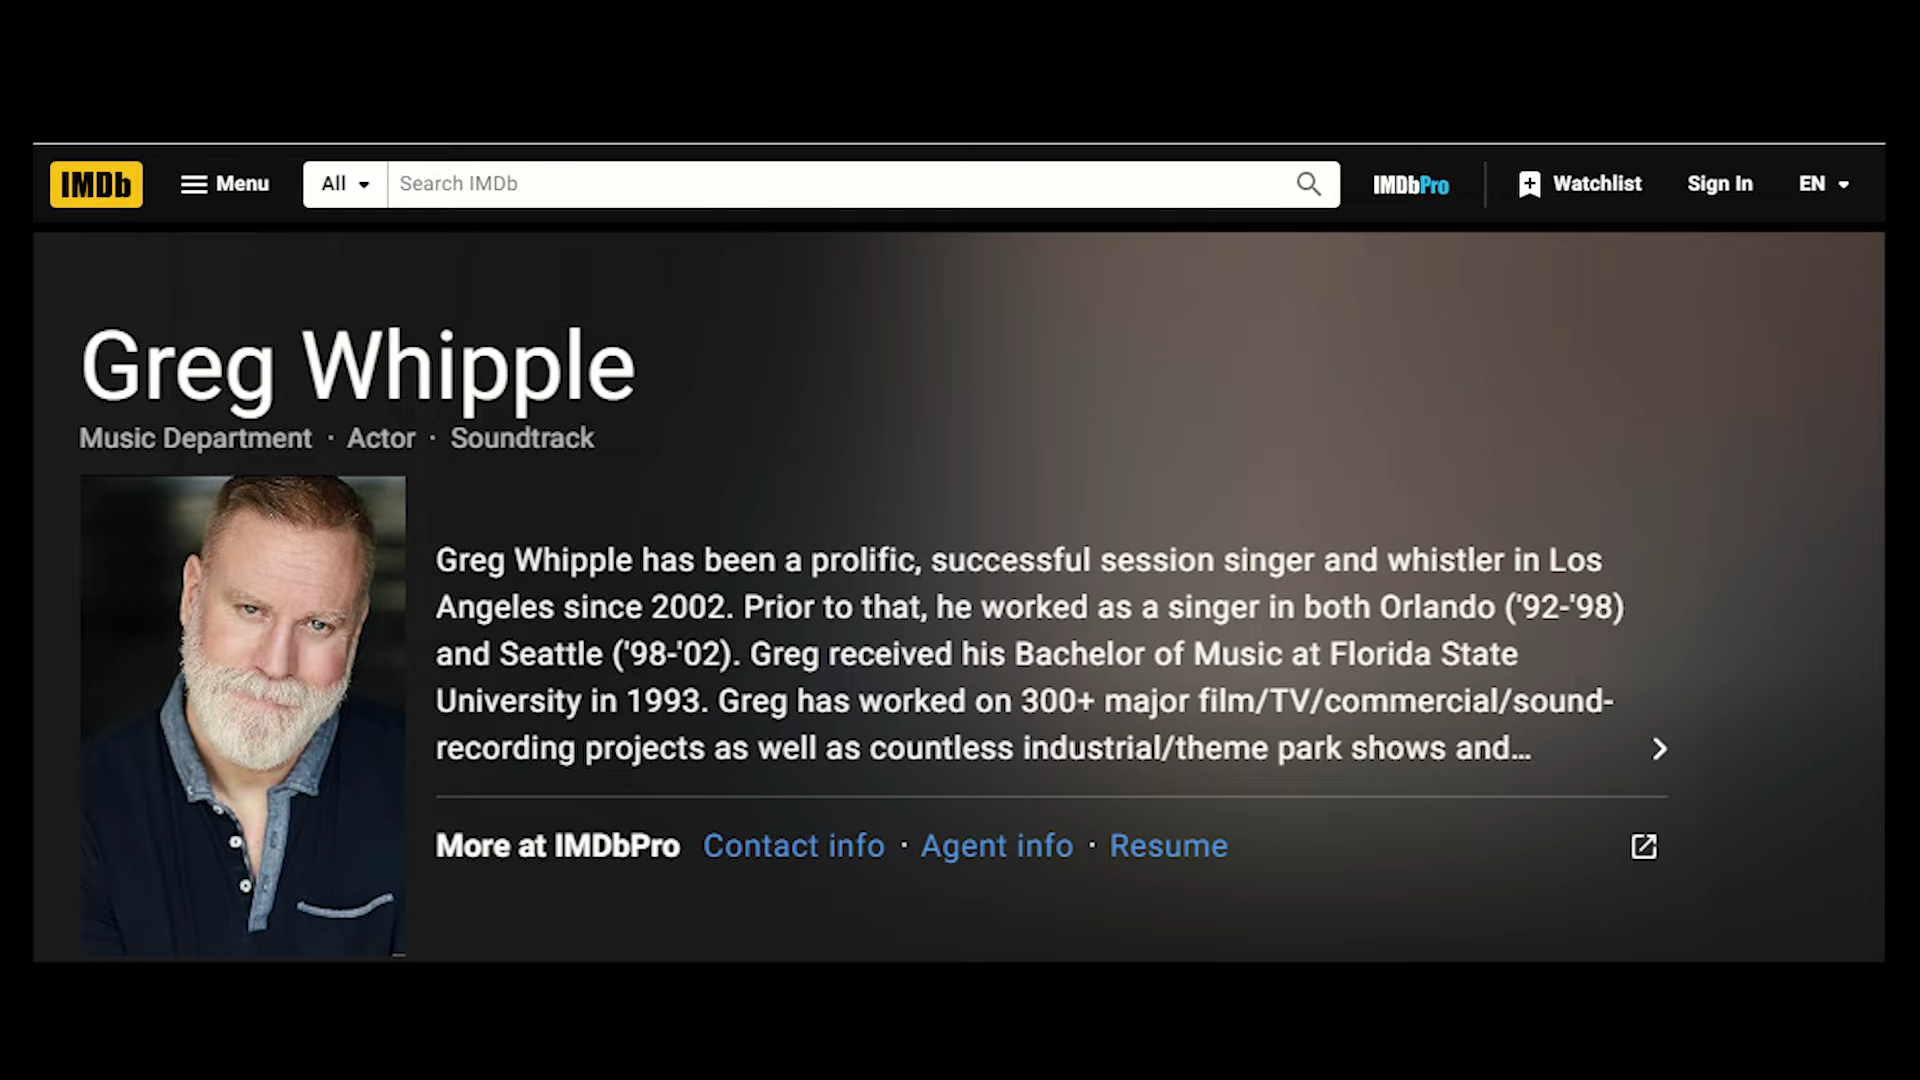 IMDb Menu All Search IMDb IMDbPro Watchlist Sign In EN
Greg Whipple
Music Department · Actor · Soundtrack
Greg Whipple has been a prolific, successful session singer and whistler in Los
Angeles since 2002. Prior to that, he worked as a singer in both Orlando ('92-'98)
and Seattle ('98-'02). Greg received his Bachelor of Music at Florida State
University in 1993. Greg has worked on 300+ major film/TV/commercial/sound-
recording projects as well as countless industrial/theme park shows and...
More at IMDbPro Contact info · Agent info · Resume